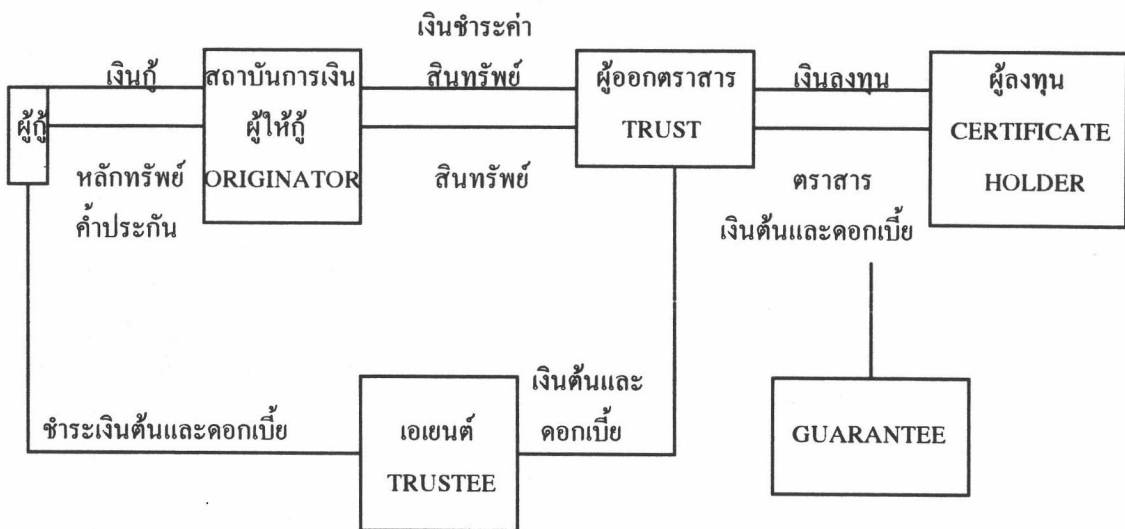 เงินชำระค่า
เงินกู้ สถาบันการเงิน สินทรัพย์ ผู้ออกตราสาร เงินลงทุน ผู้ลงทุน
ผู้กู้ ผู้ให้กู้ TRUST CERTIFICATE
หลักทรัพย์ ORIGINATOR สินทรัพย์ ตราสาร HOLDER
ค้ำประกัน เงินต้นและดอกเบี้ย
เงินต้นและ
ชำระเงินต้นและดอกเบี้ย เอเยนต์ ดอกเบี้ย GUARANTEE
TRUSTEE